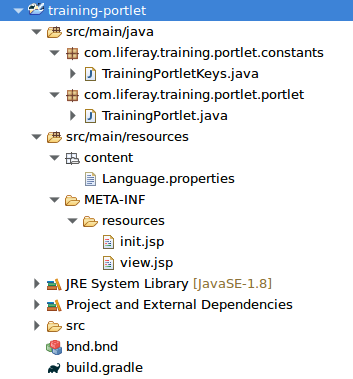 training-portlet
src/main/java
com.liferay.training.portlet.constants
TrainingPortletKeys.java
com.liferay.training.portlet.portlet
TrainingPortlet.java
src/main/resources
content
Language.properties
META-INF
resources
init.jsp
view.jsp
JRE System Library [JavaSE-1.8]
Project and External Dependencies
src
bnd.bnd
build.gradle